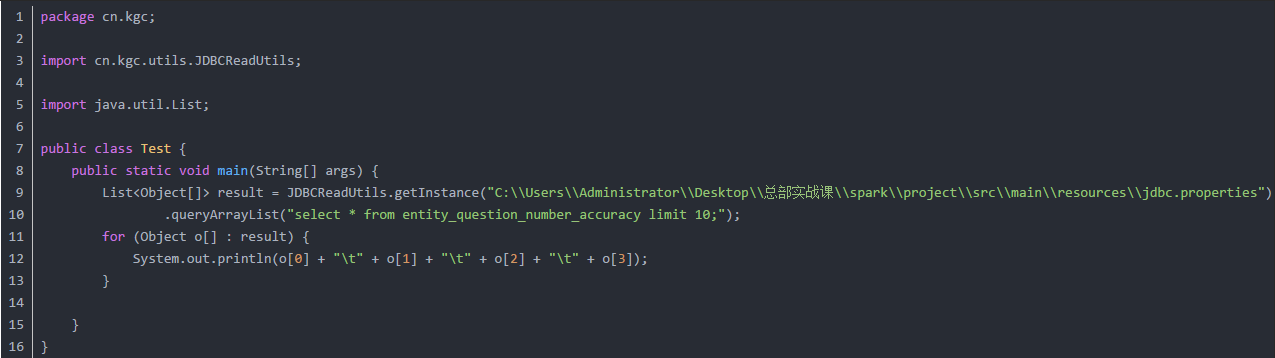 1 package cn.kgc;
2
3 import cn.kgc.utils.JDBCReadUtils;
4
5 import java.util.List;
6
7 public class Test {
8     public static void main(String[] args) {
9         List<Object[]> result = JDBCReadUtils.getInstance("C:\\Users\\Administrator\\Desktop\\总部实战课\\spark\\project\\src\\main\\resources\\jdbc.properties")
10                 .queryArrayList("select * from entity_question_number_accuracy limit 10;");
11         for (Object o[] : result) {
12             System.out.println(o[0] + "\t" + o[1] + "\t" + o[2] + "\t" + o[3]);
13         }
14
15     }
16 }